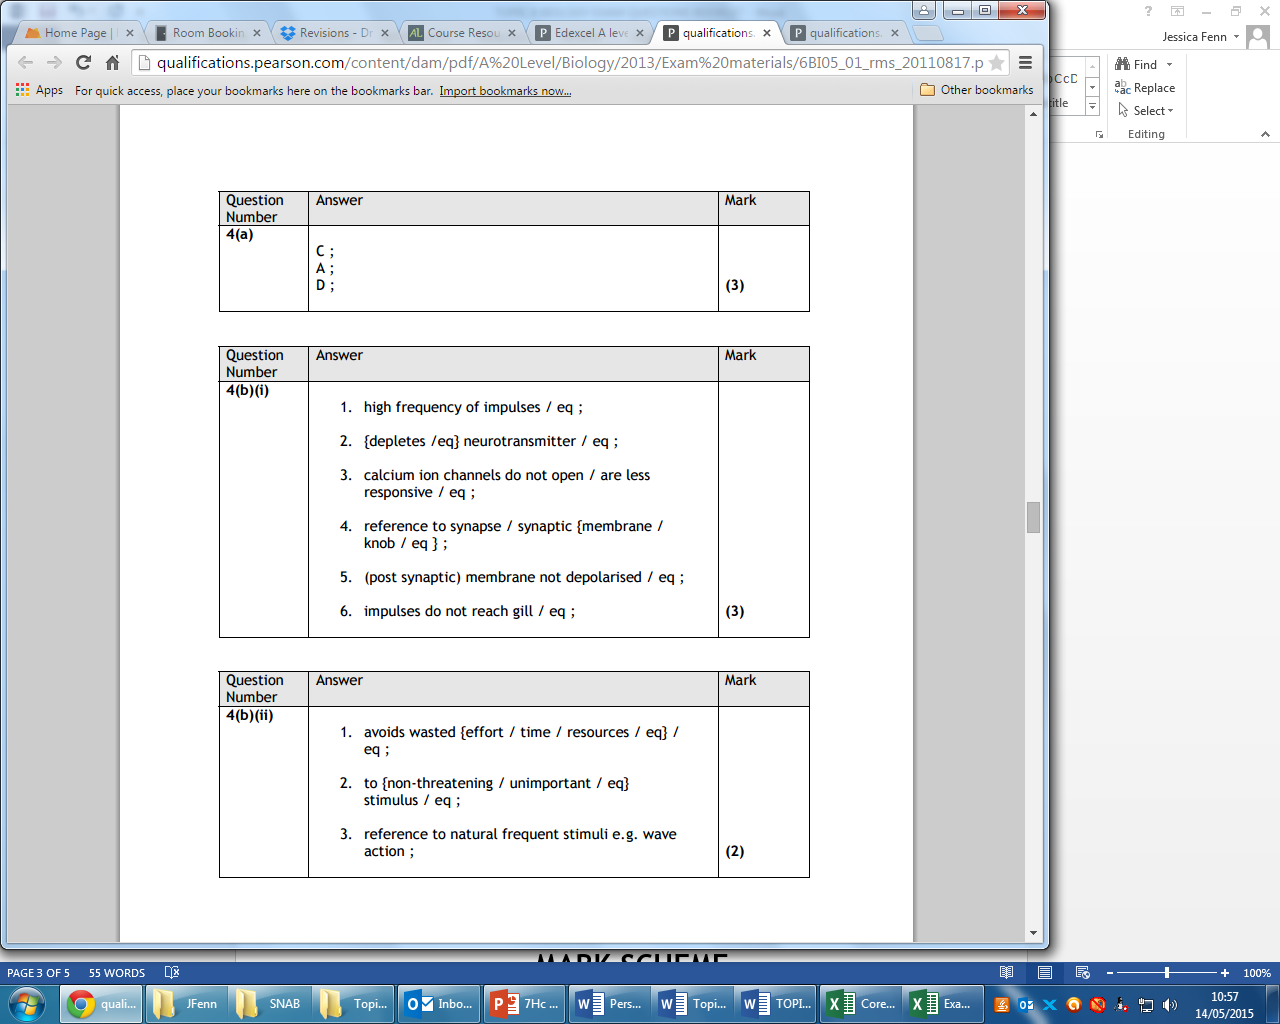 Home Page |
Room Bookin
Revisions - Dr
Course Resou
Edexcel A leve
qualifications.
qualifications.
Jessica Fenn
qualifications.pearson.com/content/dam/pdf/A%20Level/Biology/2013/Exam%20materials/6BI05_01_rms_20110817.p
Apps
For quick access, place your bookmarks here on the bookmarks bar. Import bookmarks now...
Other bookmarks
Find
Replace
Select
Editing
title
Question Number
Answer
Mark
4(a)
C ;
A ;
D ;
(3)
Question Number
Answer
Mark
4(b)(i)
1. high frequency of impulses / eq ;
2. {depletes /eq} neurotransmitter / eq ;
3. calcium ion channels do not open / are less
responsive / eq ;
4. reference to synapse / synaptic {membrane /
knob / eq } ;
5. (post synaptic) membrane not depolarised / eq ;
6. impulses do not reach gill / eq ;
(3)
Question Number
Answer
Mark
4(b)(ii)
1. avoids wasted {effort / time / resources / eq} /
eq ;
2. to {non-threatening / unimportant / eq}
stimulus / eq ;
3. reference to natural frequent stimuli e.g. wave
action ;
(2)
MARK SCHEME
PAGE 3 OF 5
55 WORDS
100%
quali...
JFenn
SNAB
Topi...
Inbo...
7Hc ...
Pers...
Topi...
TOPI...
Core...
Exa...
10:57
14/05/2015